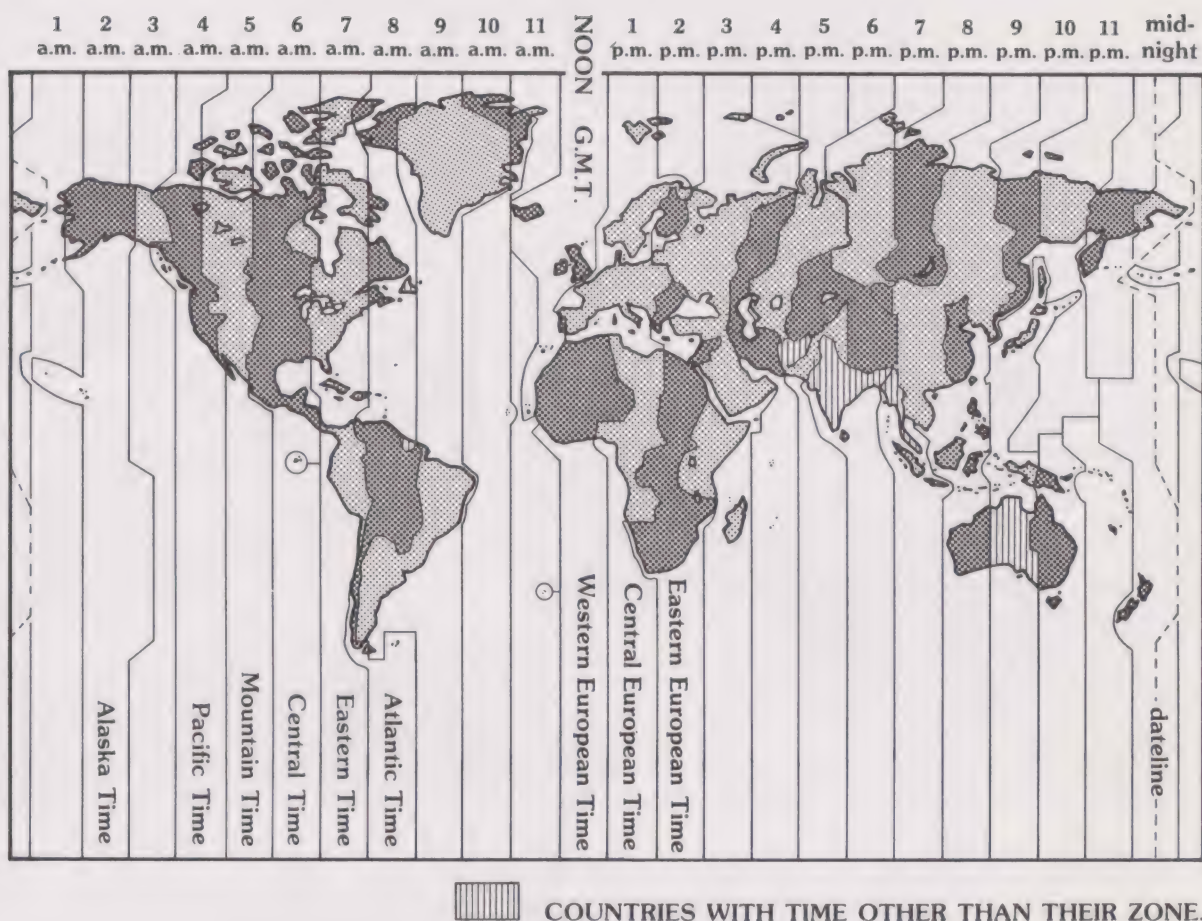 1 2 3 4 5 6 7 8 9 10 11 NOON G.M.T. 1 2 3 4 5 6 7 8 9 10 11 mid-
a.m. a.m. a.m. a.m. a.m. a.m. a.m. a.m. a.m. a.m. a.m. p.m. p.m. p.m. p.m. p.m. p.m. p.m. p.m. p.m. p.m. p.m. night
Alaska Time
Pacific Time
Mountain Time
Central Time
Eastern Time
Atlantic Time
Western European Time
Central European Time
Eastern European Time
dateline
COUNTRIES WITH TIME OTHER THAN THEIR ZONE